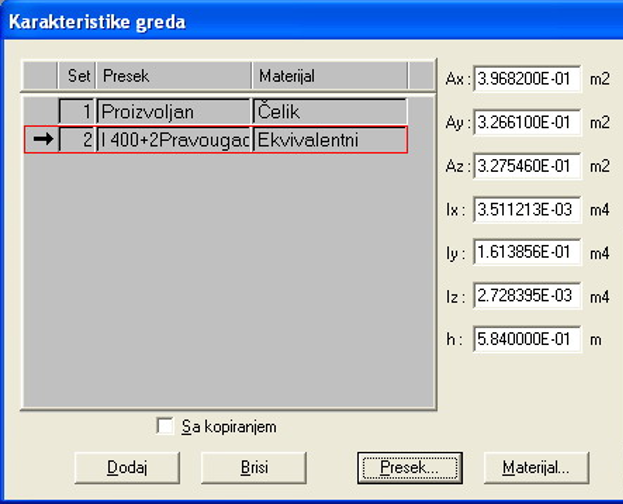 Karakteristike greda
Set Presek Materijal
1 Proizvoljan Čelik
2 I 400+2Pravougac Ekvivalentni
Ax : 3.968200E-01 m2
Ay : 3.266100E-01 m2
Az : 3.275460E-01 m2
Ix : 3.511213E-03 m4
Iy : 1.613856E-01 m4
Iz : 2.728395E-03 m4
h : 5.840000E-01 m
Sa kopiranjem
Dodaj Brisi Presek... Materijal...